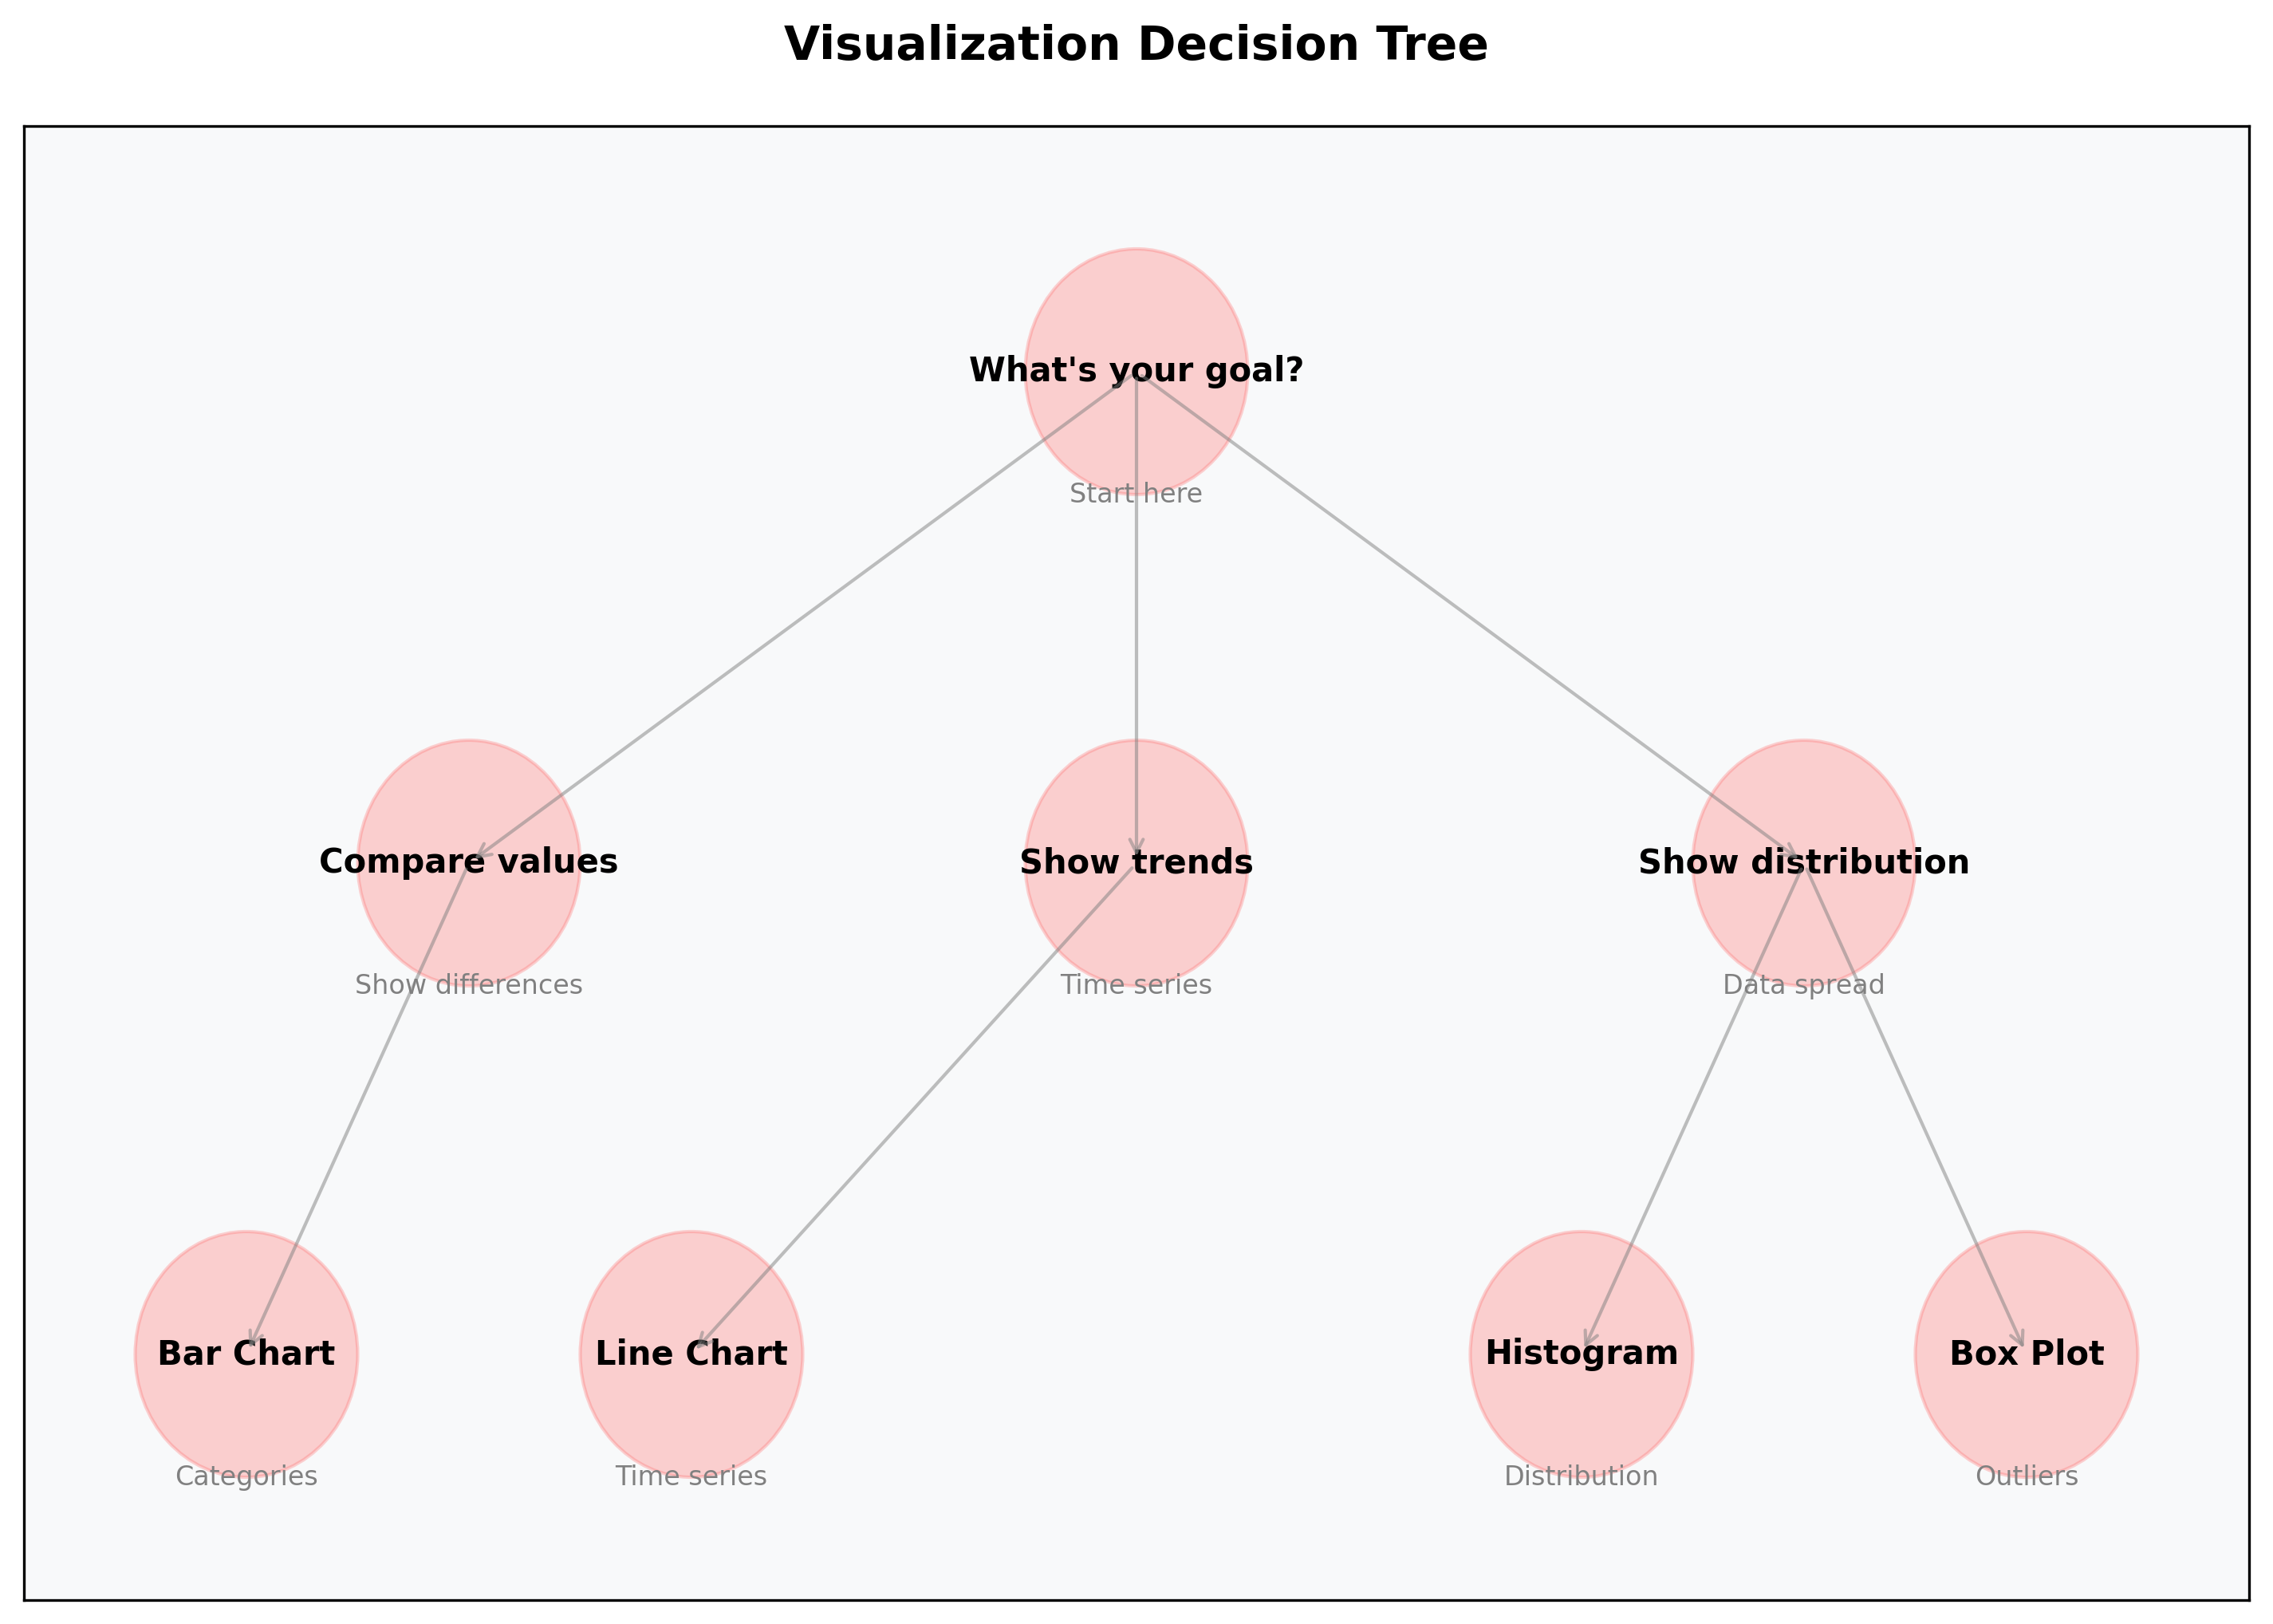 Visualization Decision Tree
What's your goal?
Start here
Compare values
Show trends
Show distribution
Show differences
Time series
Data spread
Bar Chart
Line Chart
Histogram
Box Plot
Categories
Time series
Distribution
Outliers